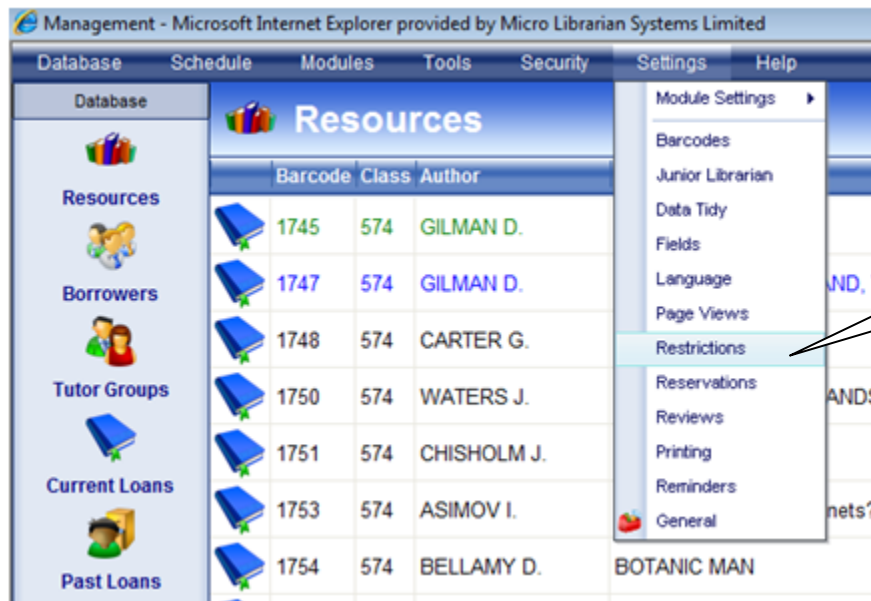 Management - Microsoft Internet Explorer provided by Micro Librarian Systems Limited
Database Schedule Modules Tools Security Settings Help
Database
Resources
Borrowers
Tutor Groups
Current Loans
Past Loans
Resources
Barcode Class Author
1745 574 GILMAN D.
1747 574 GILMAN D.
1748 574 CARTER G.
1750 574 WATERS J.
1751 574 CHISHOLM J.
1753 574 ASIMOV I.
1754 574 BELLAMY D. BOTANIC MAN
Module Settings
Barcodes
Junior Librarian
Data Tidy
Fields
Language
Page Views
Restrictions
Reservations
Reviews
Printing
Reminders
General